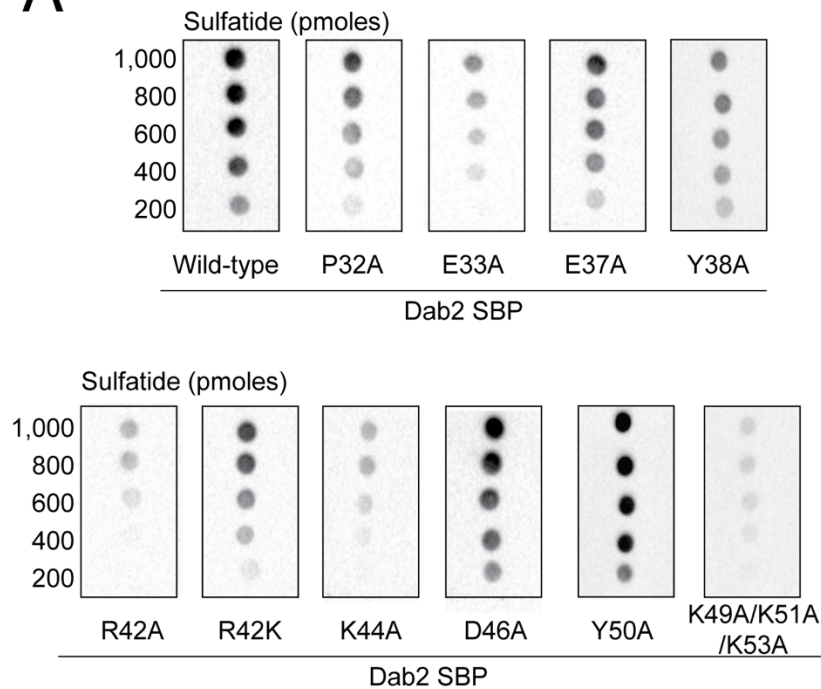 A
Sulfatide (pmoles)
1,000
800
600
400
200
Wild-type P32A E33A E37A Y38A
Dab2 SBP
Sulfatide (pmoles)
1,000
800
600
400
200
R42A R42K K44A D46A Y50A K49A/K51A
/K53A
Dab2 SBP